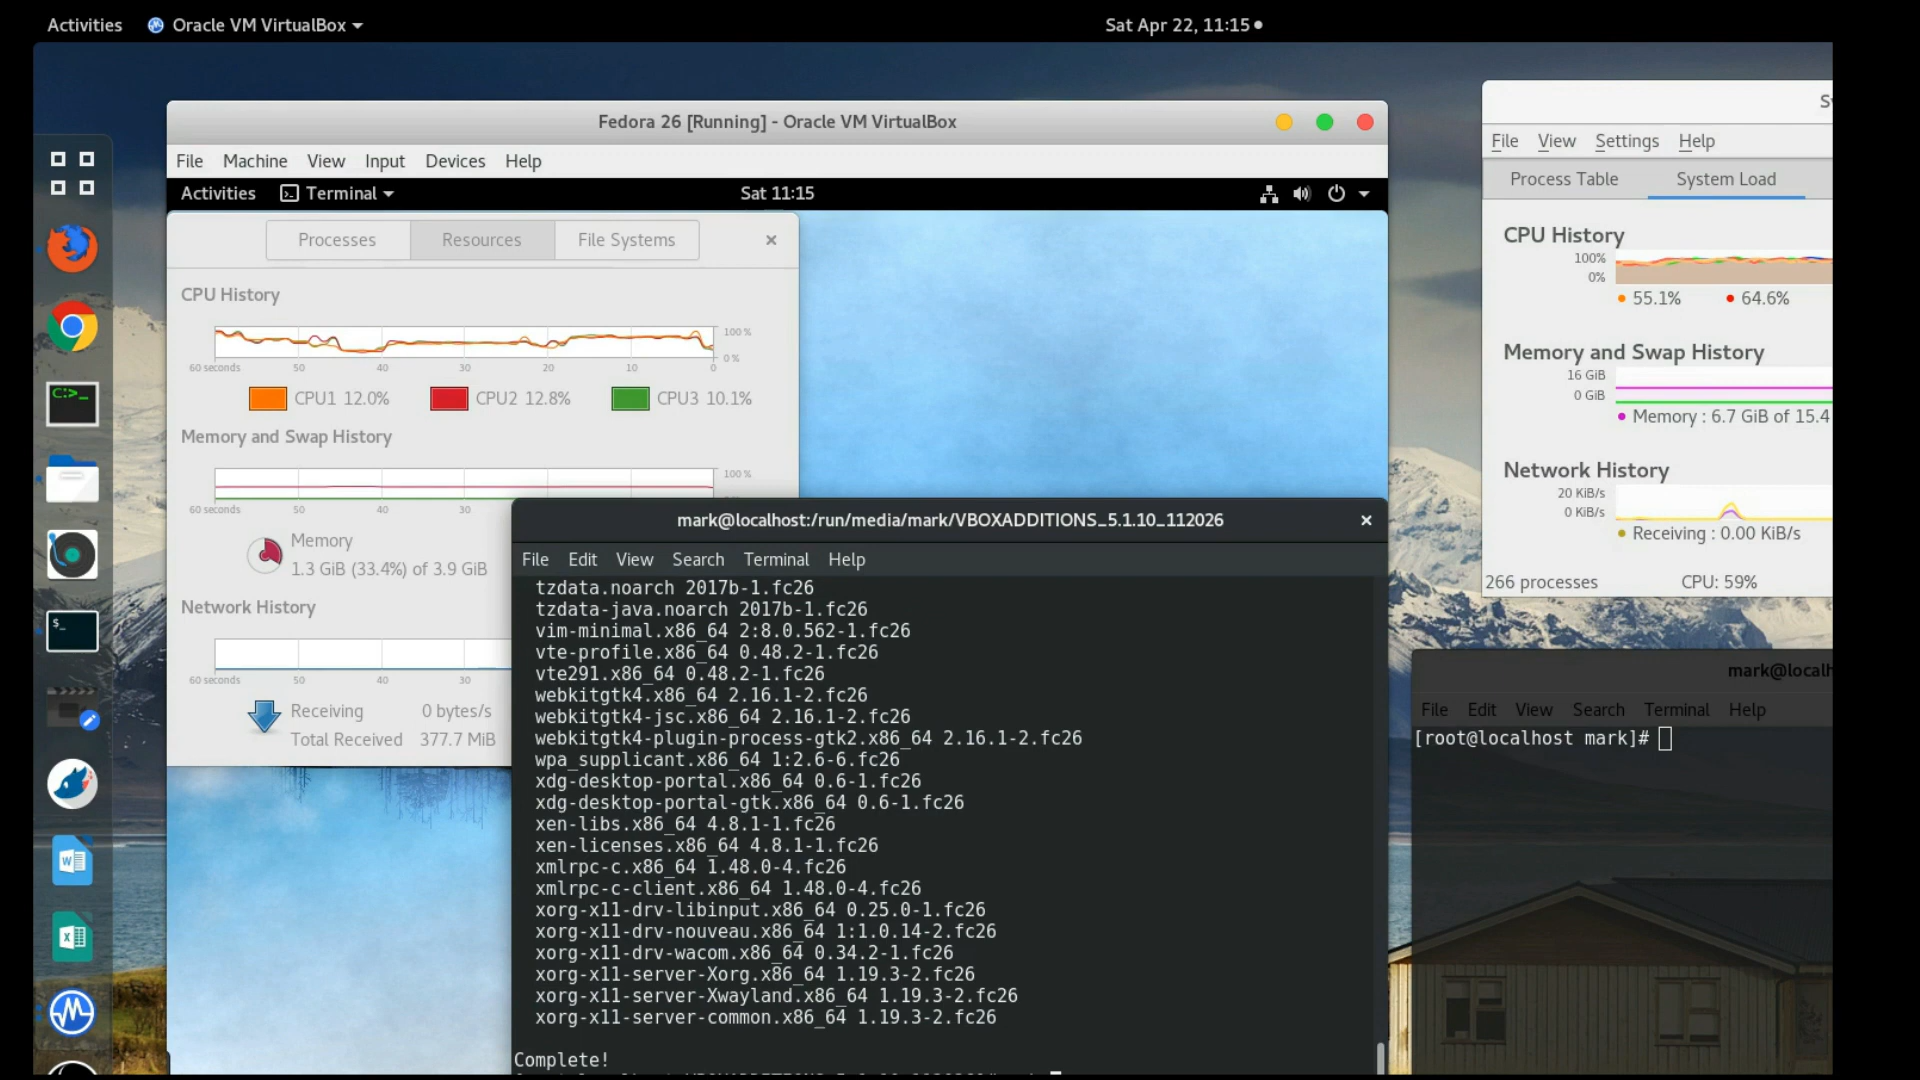 Activities Oracle VM VirtualBox Sat Apr 22, 11:15
Fedora 26 [Running] - Oracle VM VirtualBox
File Machine View Input Devices Help
Activities Terminal Sat 11:15
Processes Resources File Systems
CPU History
100 %
0 %
60 seconds 50 40 30 20 10 0
CPU1 12.0% CPU2 12.8% CPU3 10.1%
Memory and Swap History
100 %
60 seconds 50 40 30
Memory
1.3 GiB (33.4%) of 3.9 GiB
Network History
60 seconds 50 40 30
Receiving 0 bytes/s
Total Received 377.7 MiB
mark@localhost:/run/media/mark/VBOXADDITIONS_5.1.10_112026
File Edit View Search Terminal Help
tzdata.noarch 2017b-1.fc26
tzdata-java.noarch 2017b-1.fc26
vim-minimal.x86_64 2:8.0.562-1.fc26
vte-profile.x86_64 0.48.2-1.fc26
vte291.x86_64 0.48.2-1.fc26
webkitgtk4.x86_64 2.16.1-2.fc26
webkitgtk4-jsc.x86_64 2.16.1-2.fc26
webkitgtk4-plugin-process-gtk2.x86_64 2.16.1-2.fc26
wpa_supplicant.x86_64 1:2.6-6.fc26
xdg-desktop-portal.x86_64 0.6-1.fc26
xdg-desktop-portal-gtk.x86_64 0.6-1.fc26
xen-libs.x86_64 4.8.1-1.fc26
xen-licenses.x86_64 4.8.1-1.fc26
xmlrpc-c.x86_64 1.48.0-4.fc26
xmlrpc-c-client.x86_64 1.48.0-4.fc26
xorg-x11-drv-libinput.x86_64 0.25.0-1.fc26
xorg-x11-drv-nouveau.x86_64 1:1.0.14-2.fc26
xorg-x11-drv-wacom.x86_64 0.34.2-1.fc26
xorg-x11-server-Xorg.x86_64 1.19.3-2.fc26
xorg-x11-server-Xwayland.x86_64 1.19.3-2.fc26
xorg-x11-server-common.x86_64 1.19.3-2.fc26
Complete!
File View Settings Help
Process Table System Load
CPU History
100%
0%
55.1% 64.6%
Memory and Swap History
16 GiB
0 GiB
Memory : 6.7 GiB of 15.4
Network History
20 KiB/s
0 KiB/s
Receiving : 0.00 KiB/s
266 processes CPU: 59%
mark@localh
File Edit View Search Terminal Help
[root@localhost mark]#